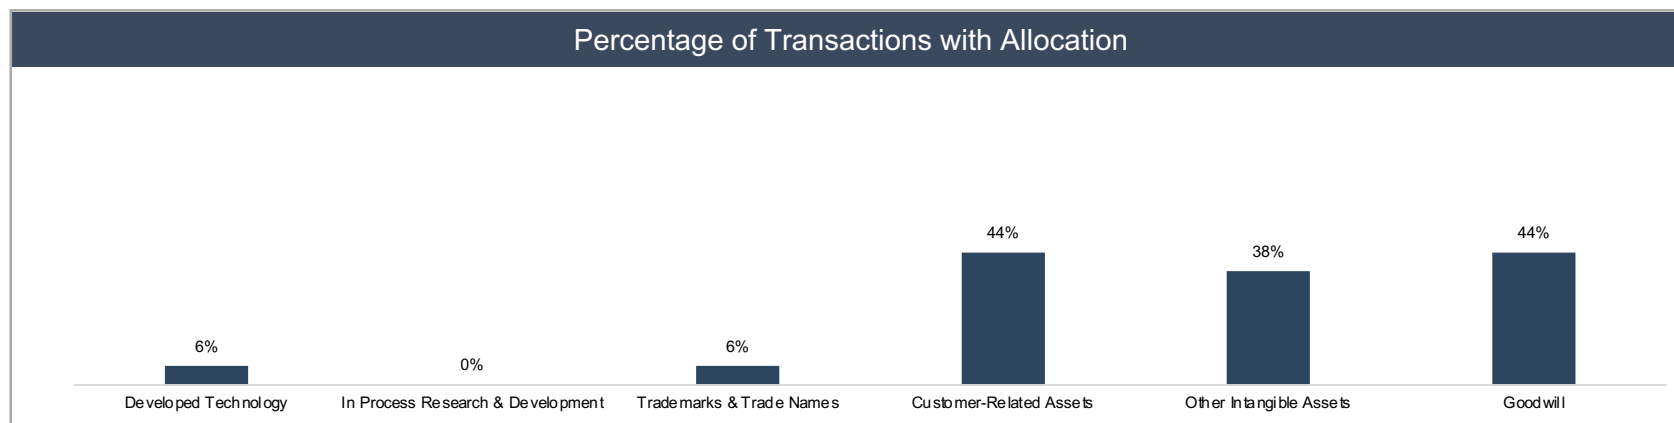 Percentage of Transactions with Allocation
44%
38%
44%
6%
0%
6%
Developed Technology
In Process Research & Development
Trademarks & Trade Names
Customer-Related Assets
Other Intangible Assets
Goodwill